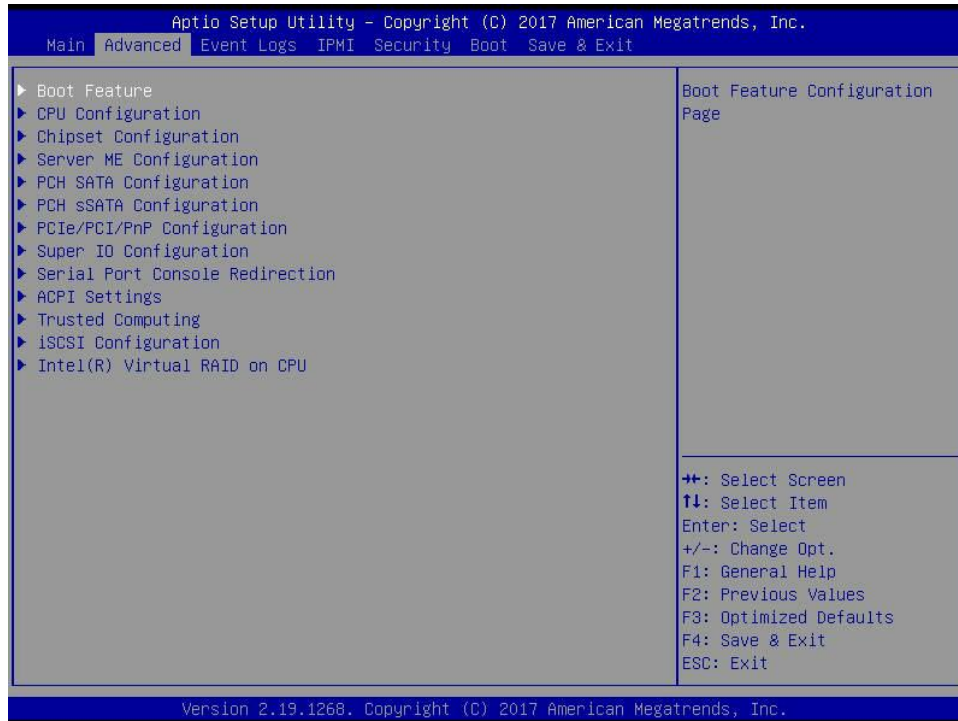 Aptio Setup Utility – Copyright (C) 2017 American Megatrends, Inc.
Main Advanced Event Logs IPMI Security Boot Save & Exit
Boot Feature
CPU Configuration
Chipset Configuration
Server ME Configuration
PCH SATA Configuration
PCH sSATA Configuration
PCIe/PCI/PnP Configuration
Super IO Configuration
Serial Port Console Redirection
ACPI Settings
Trusted Computing
iSCSI Configuration
Intel(R) Virtual RAID on CPU
Boot Feature Configuration
Page
→←: Select Screen
↑↓: Select Item
Enter: Select
+/-: Change Opt.
F1: General Help
F2: Previous Values
F3: Optimized Defaults
F4: Save & Exit
ESC: Exit
Version 2.19.1268. Copyright (C) 2017 American Megatrends, Inc.